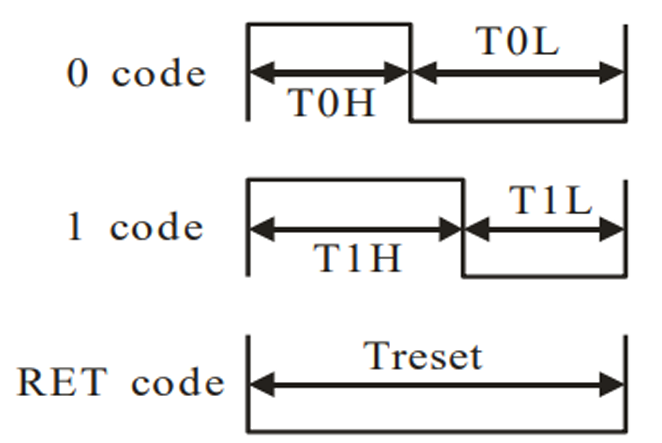 T0L
0 code
T0H
T1L
1 code
T1H
Treset
RET code